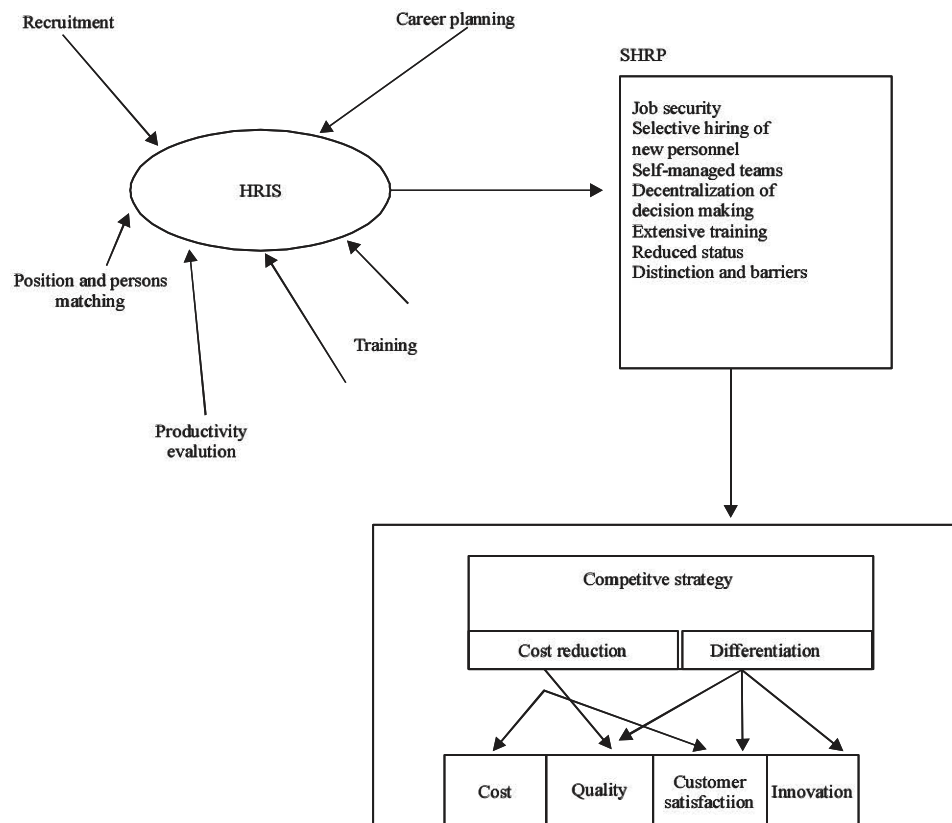 Recruitment
Career planning
SHRP
HRIS
Job security
Selective hiring of
new personnel
Self-managed teams
Decentralization of
decision making
Extensive training
Reduced status
Distinction and barriers
Position and persons
matching
Training
Productivity
evalution
Competitve strategy
Cost reduction
Differentiation
Cost
Quality
Customer
satisfactiion
Innovation